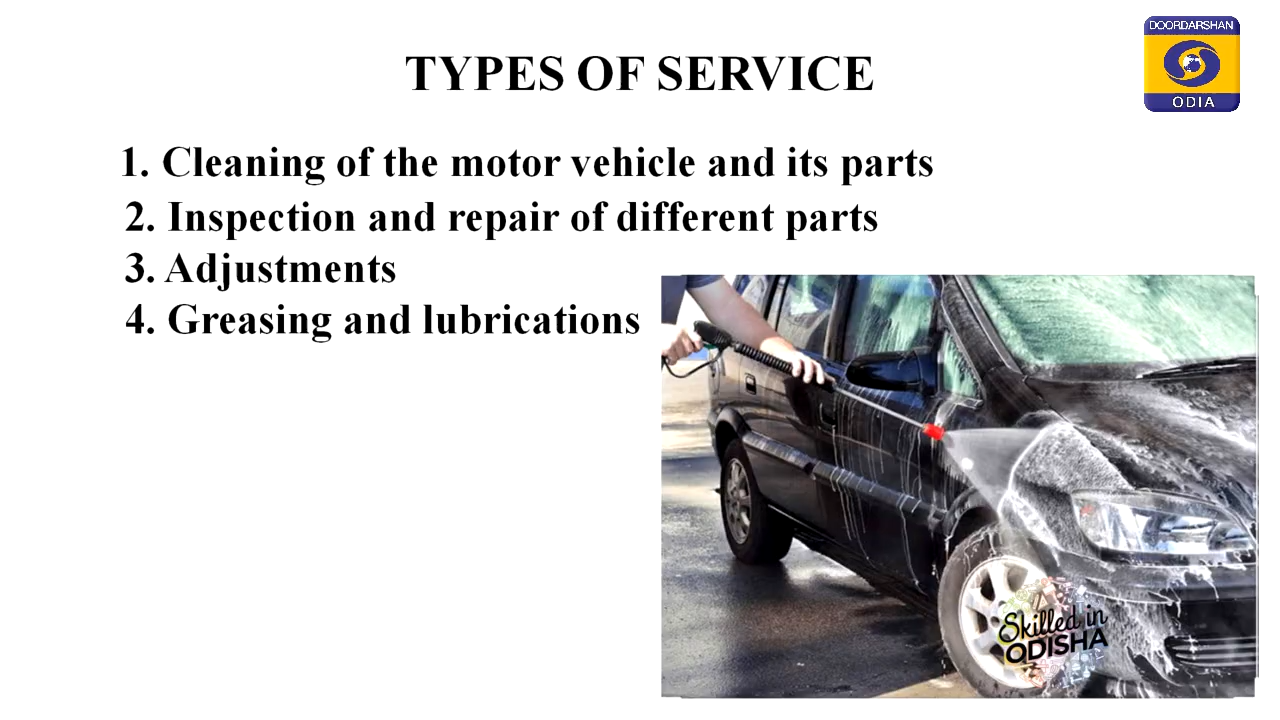 DOORDARSHAN
ODIA
TYPES OF SERVICE
1. Cleaning of the motor vehicle and its parts
2. Inspection and repair of different parts
3. Adjustments
4. Greasing and lubrications
Skilled in
ODISHA